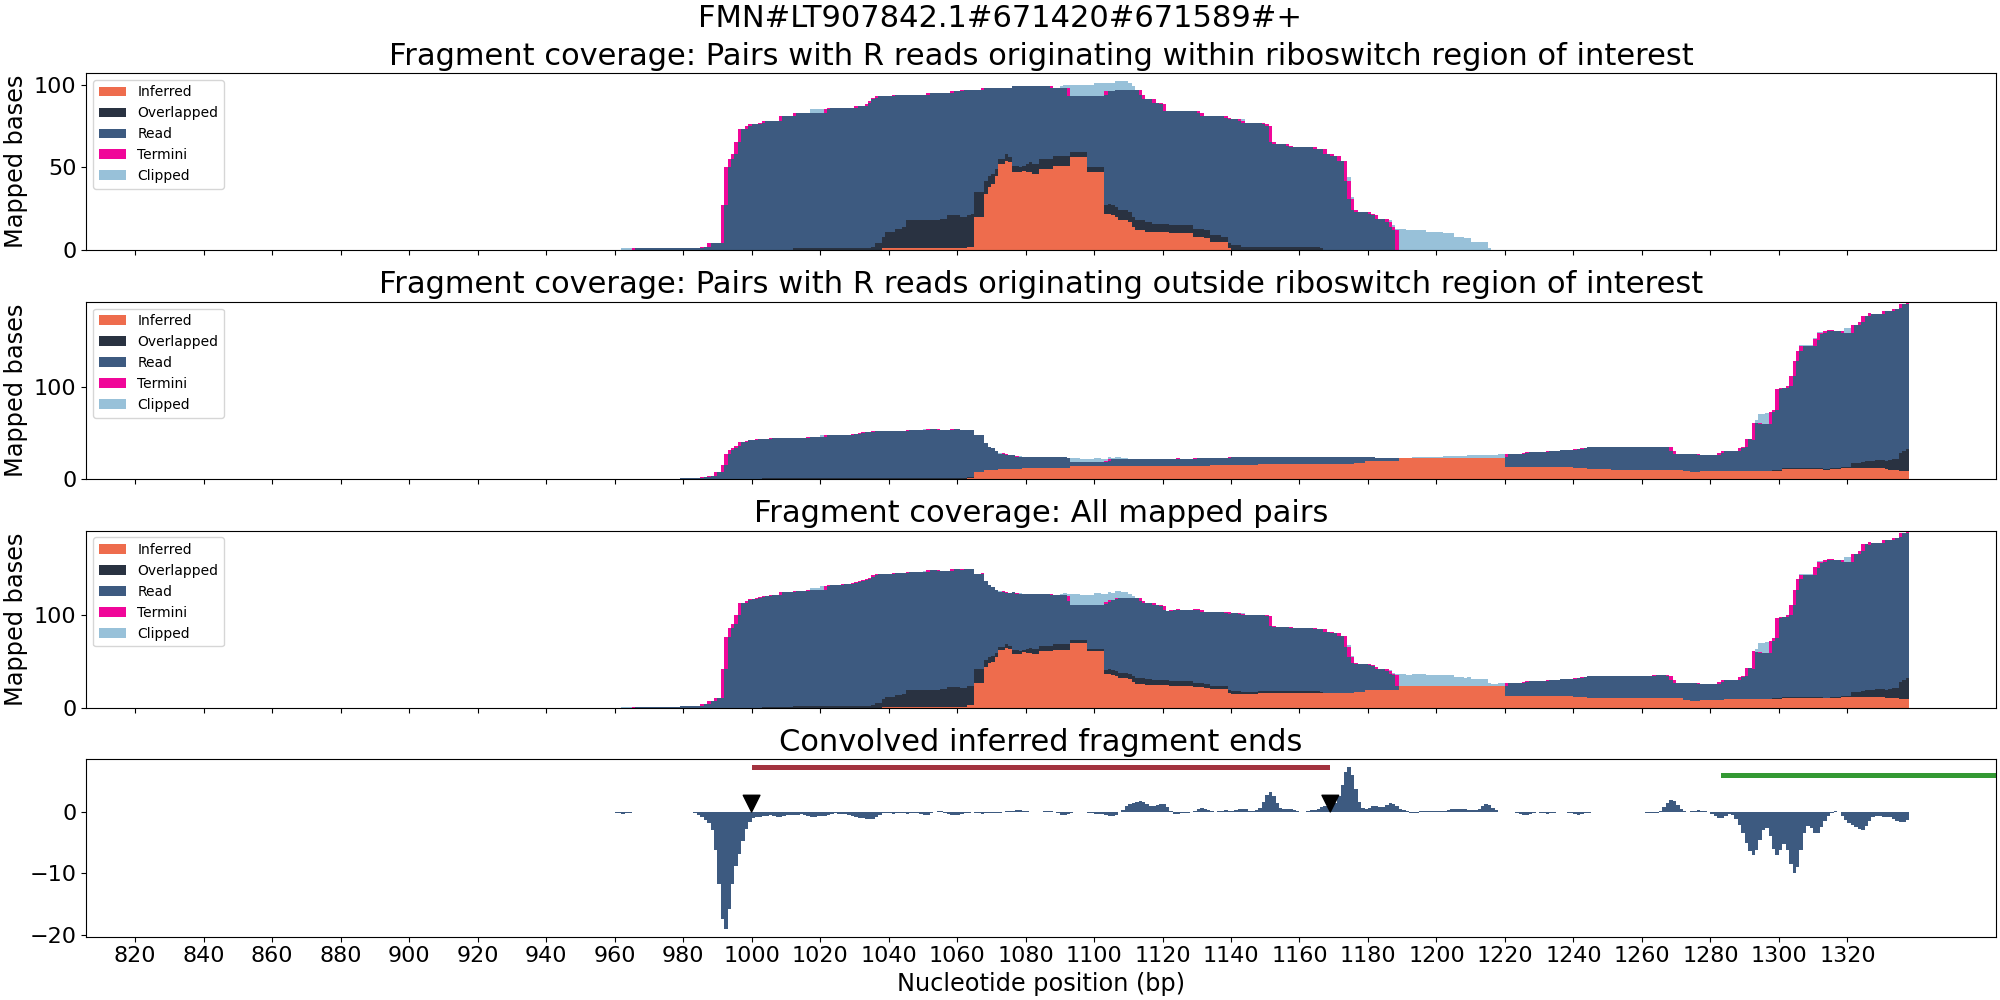 FMN#LT907842.1#671420#671589#+
Fragment coverage: Pairs with R reads originating within riboswitch region of interest
Mapped bases
100
50
0
Inferred
Overlapped
Read
Termini
Clipped
Fragment coverage: Pairs with R reads originating outside riboswitch region of interest
Mapped bases
100
0
Inferred
Overlapped
Read
Termini
Clipped
Fragment coverage: All mapped pairs
Mapped bases
100
0
Inferred
Overlapped
Read
Termini
Clipped
Convolved inferred fragment ends
0
−10
−20
820 840 860 880 900 920 940 960 980 1000 1020 1040 1060 1080 1100 1120 1140 1160 1180 1200 1220 1240 1260 1280 1300 1320
Nucleotide position (bp)